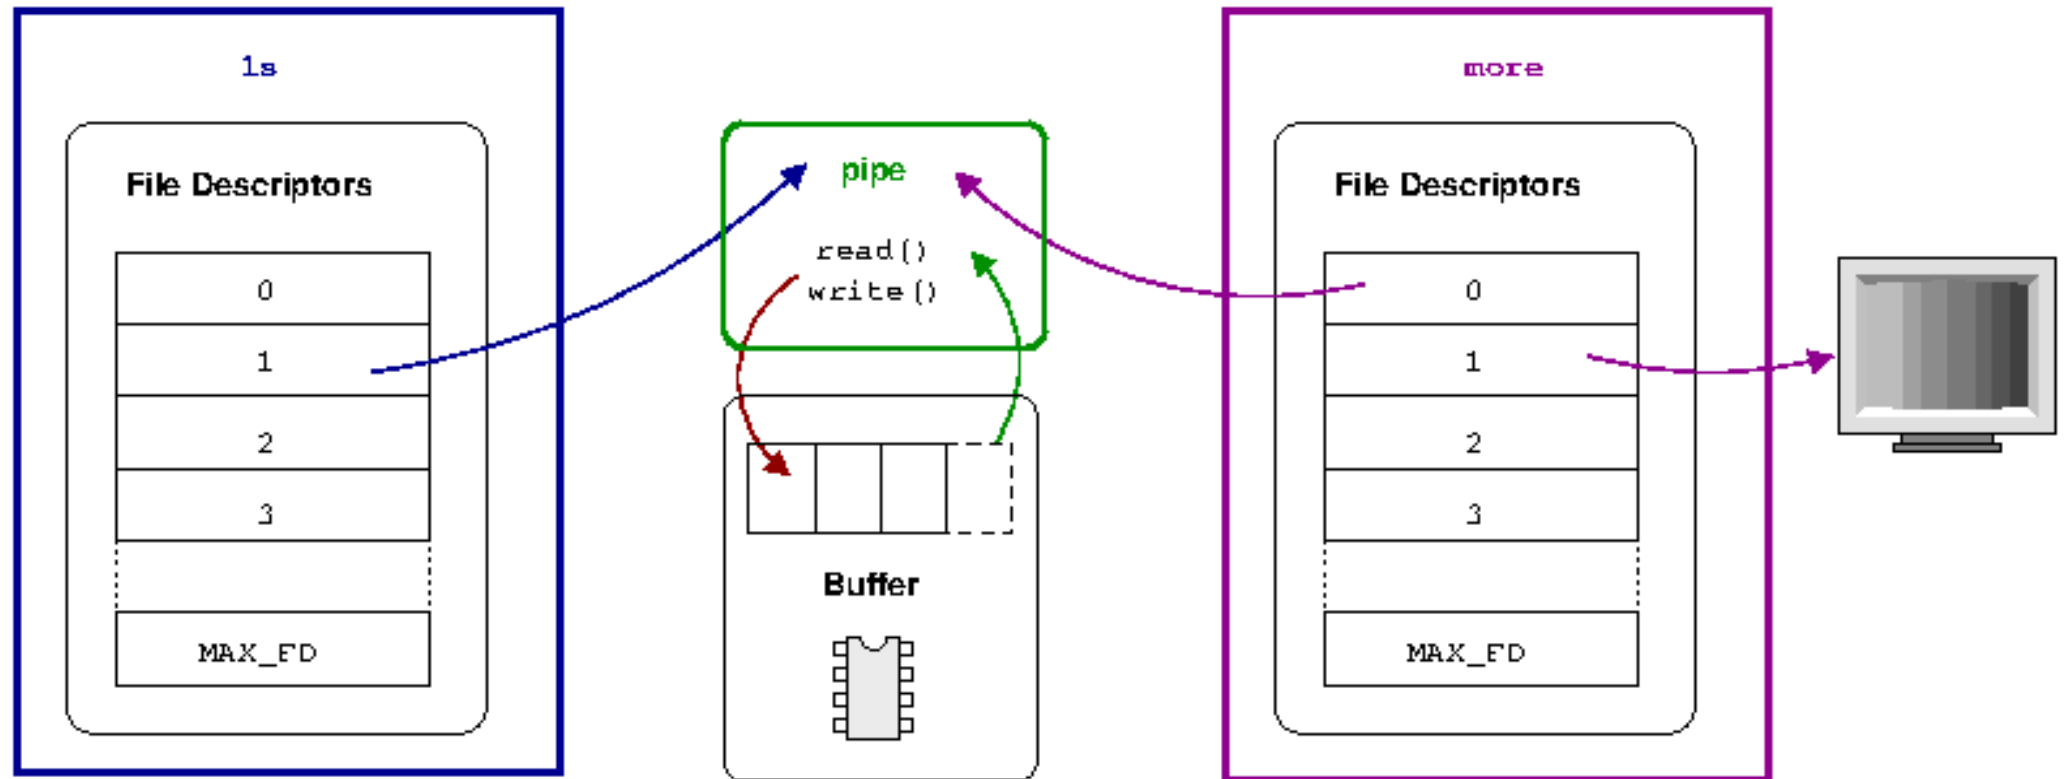 ls
File Descriptors
0
1
2
3
MAX_FD
pipe
read()
write()
Buffer
more
File Descriptors
0
1
2
3
MAX_FD